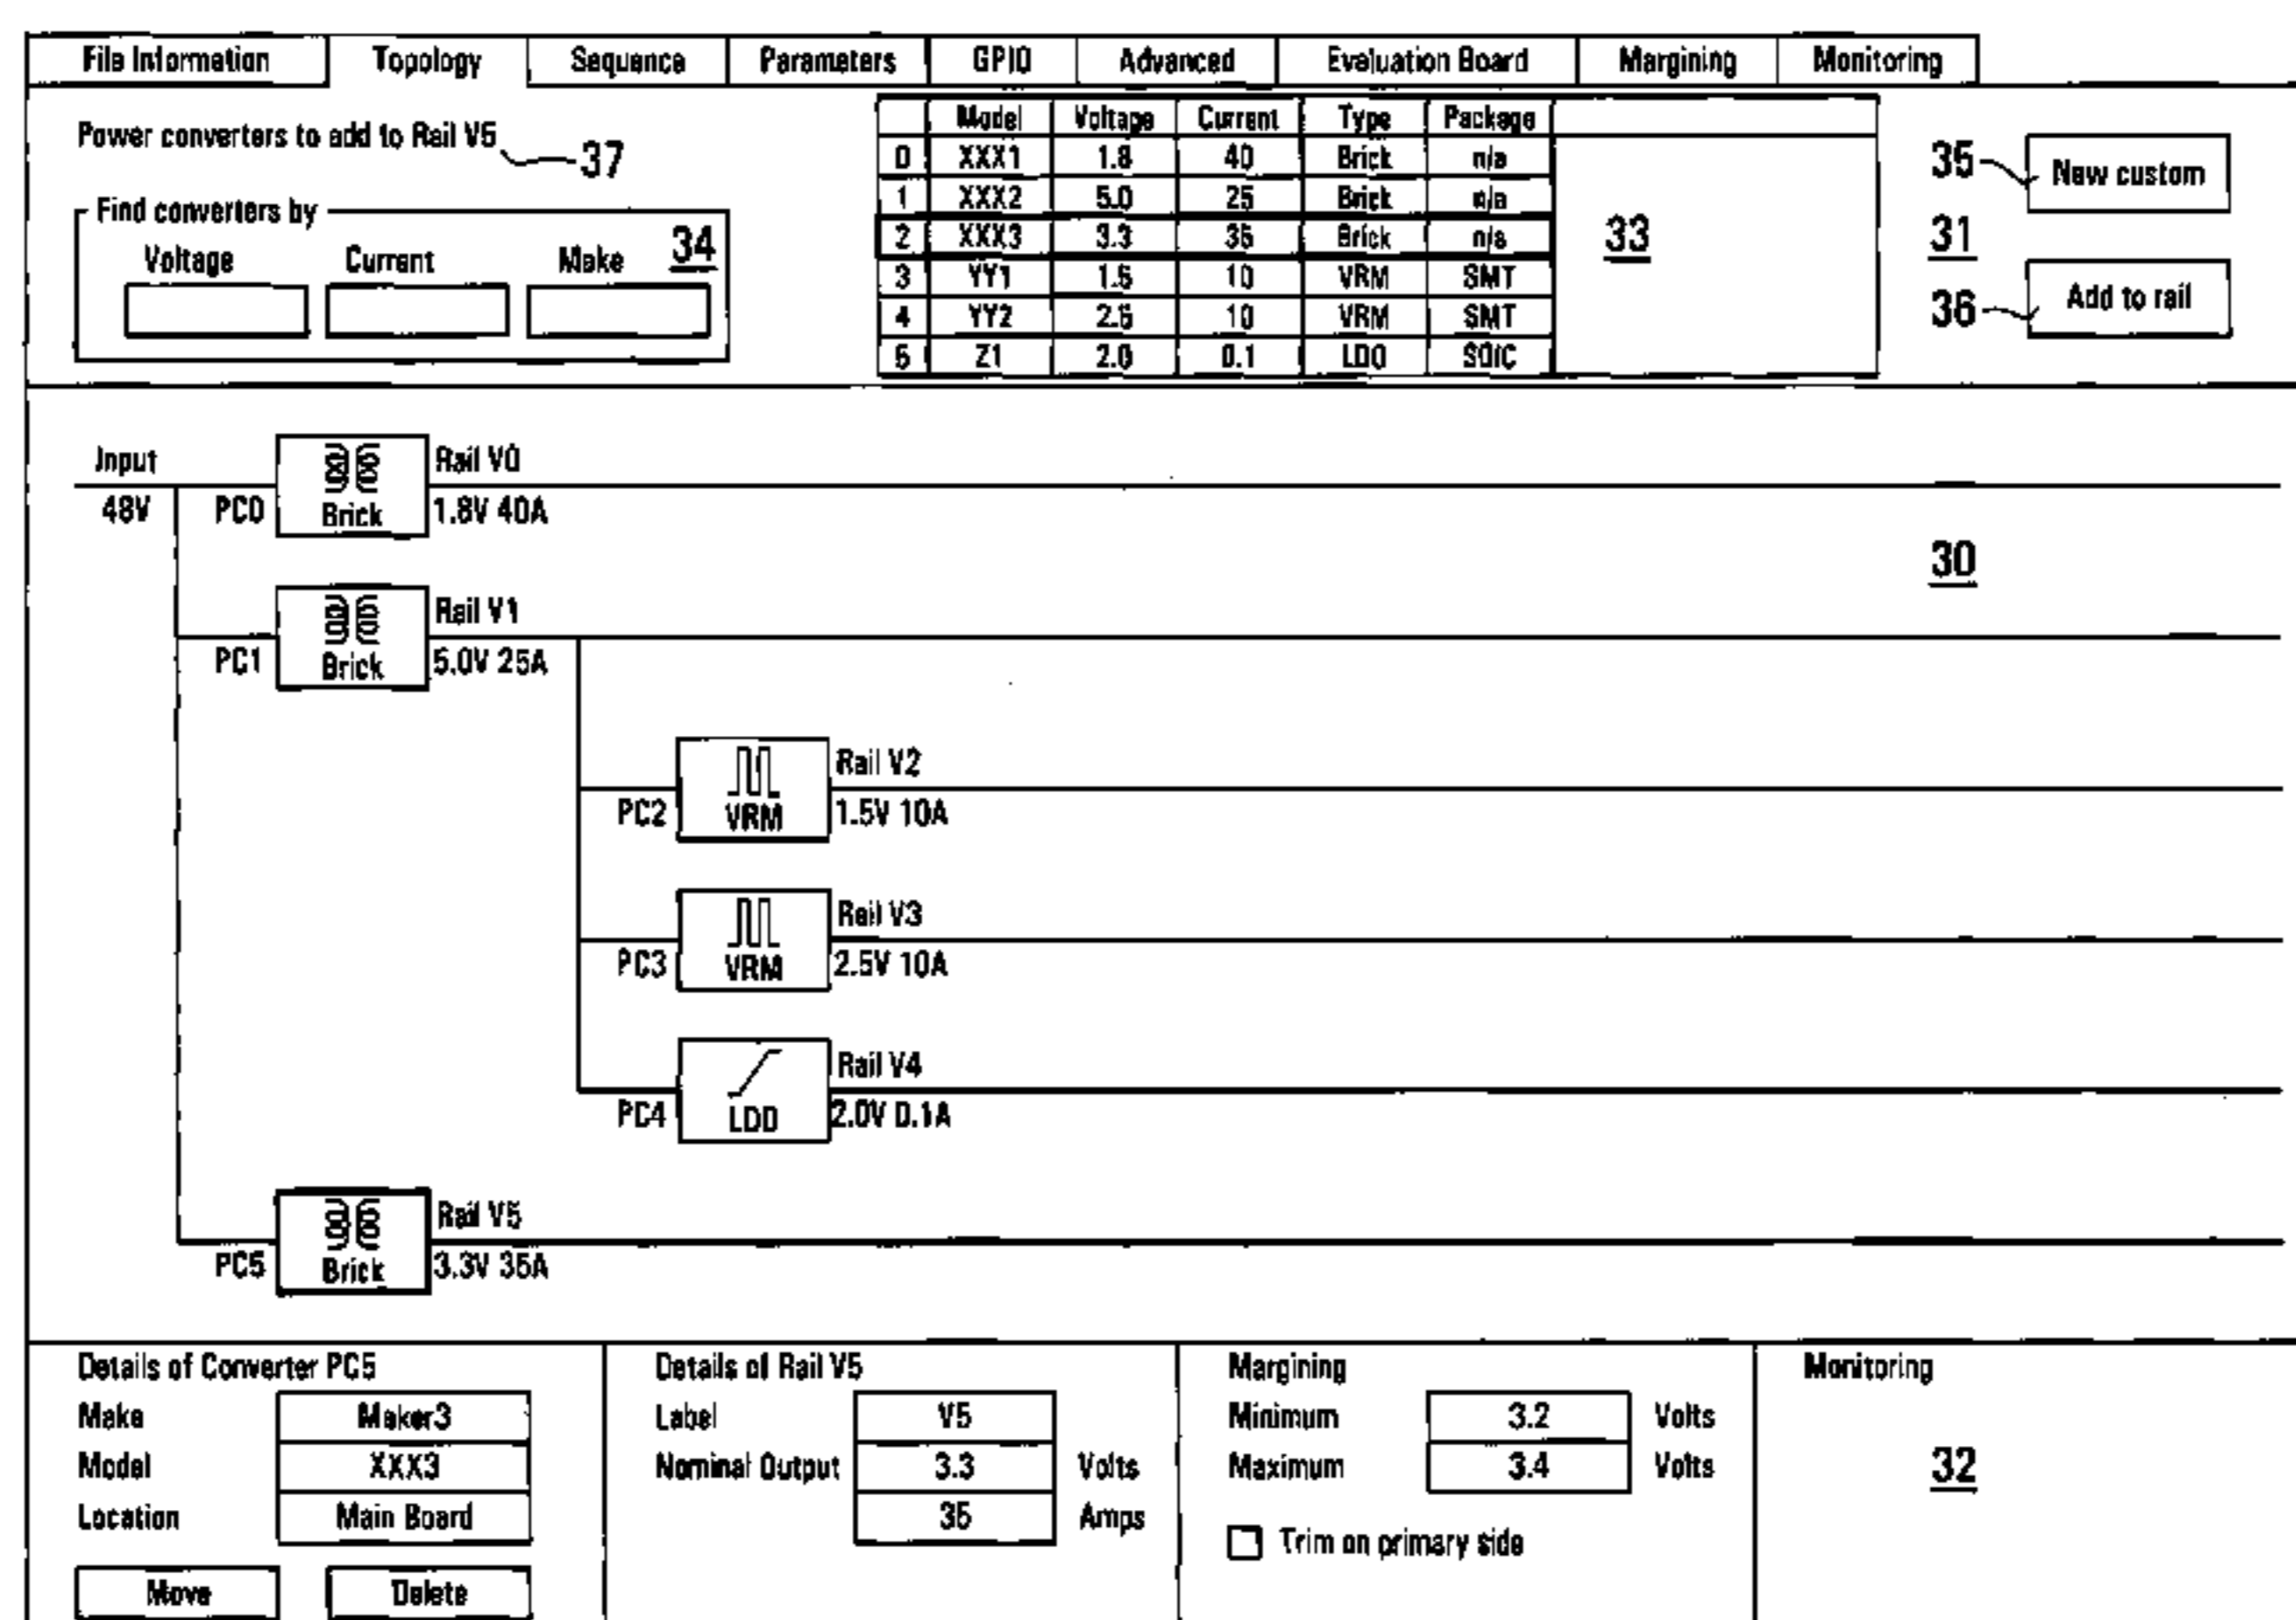 File Information Topology Sequence Parameters GPIO Advanced Evaluation Board Margining Monitoring
Power converters to add to Rail V5
37
Find converters by
Voltage Current Make 34
Model Voltage Current Type Package
0 XXX1 1.8 40 Brick n/a
1 XXX2 5.0 25 Brick n/a
2 XXX3 3.3 35 Brick n/a
3 YY1 1.5 10 VRM SMT
4 YY2 2.5 10 VRM SMT
5 Z1 2.0 0.1 LDO SOIC
33
35 New custom
31
36 Add to rail
Input
48V
PC0 Brick Rail V0
1.8V 40A
30
PC1 Brick Rail V1
5.0V 25A
PC2 VRM Rail V2
1.5V 10A
PC3 VRM Rail V3
2.5V 10A
PC4 LDO Rail V4
2.0V 0.1A
PC5 Brick Rail V5
3.3V 35A
Details of Converter PC5
Make Maker3
Model XXX3
Location Main Board
Move Delete
Details of Rail V5
Label V5
Nominal Output 3.3 Volts
35 Amps
Margining
Minimum 3.2 Volts
Maximum 3.4 Volts
Trim on primary side
Monitoring
32